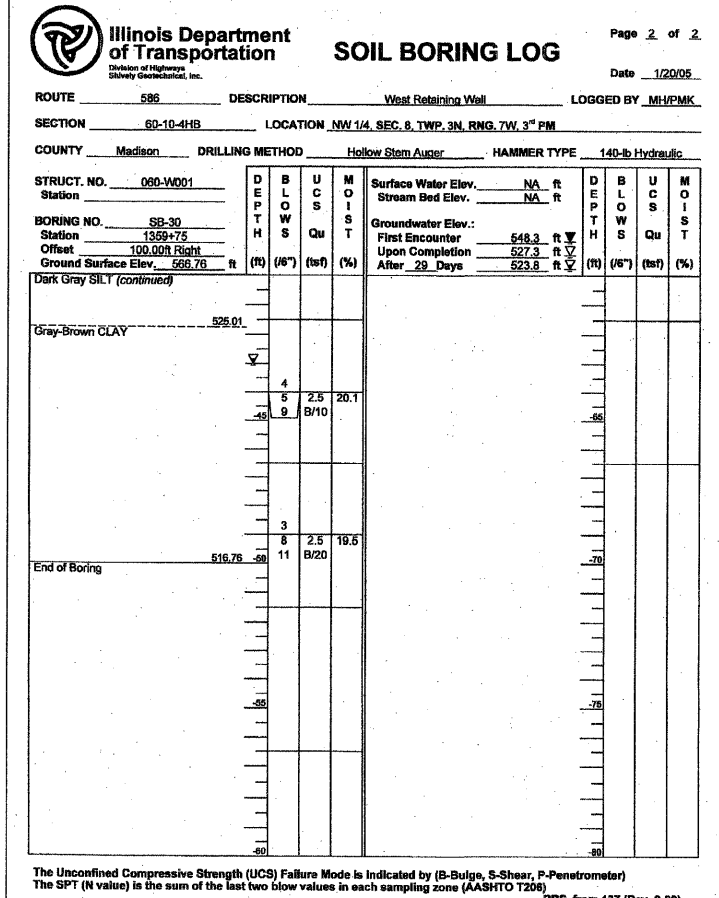 Illinois Department of Transportation
Division of Highways
Shively Geotechnical, Inc.
SOIL BORING LOG
Page 2 of 2
Date 1/20/05
ROUTE 586 DESCRIPTION West Retaining Wall LOGGED BY MH/PMK
SECTION 60-10-4HB LOCATION NW 1/4, SEC. 8, TWP. 3N, RNG. 7W, 3rd PM
COUNTY Madison DRILLING METHOD Hollow Stem Auger HAMMER TYPE 140-lb Hydraulic
STRUCT. NO. 060-W001
Station
BORING NO. SB-30
Station 1359+75
Offset 100.00ft Right
Ground Surface Elev. 566.76 ft
DEPTH (ft)
BLOWS (/6")
UCS Qu (tsf)
MOIST (%)
Surface Water Elev. NA ft
Stream Bed Elev. NA ft
Groundwater Elev.:
First Encounter 548.3 ft ▼
Upon Completion 527.3 ft ▽
After 29 Days 523.8 ft ▽
DEPTH (ft)
BLOWS (/6")
UCS Qu (tsf)
MOIST (%)
Dark Gray SILT (continued)
525.01
Gray-Brown CLAY
4
5 2.5 20.1
-45 9 B/10
3
8 2.5 19.5
516.76 -50 11 B/20
End of Boring
-55
-60
-65
-70
-75
-80
The Unconfined Compressive Strength (UCS) Failure Mode is Indicated by (B-Bulge, S-Shear, P-Penetrometer)
The SPT (N value) is the sum of the last two blow values in each sampling zone (AASHTO T206)